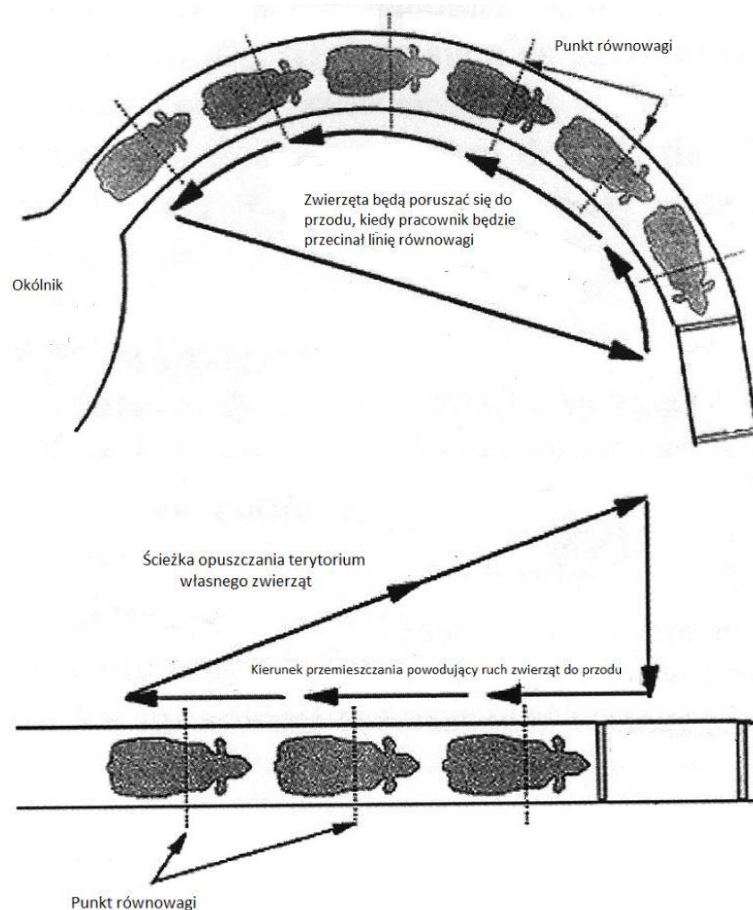 Punkt równowagi
Zwierzęta będą poruszać się do
przodu, kiedy pracownik będzie
przecinał linię równowagi
Okólnik
Ścieżka opuszczania terytorium
własnego zwierząt
Kierunek przemieszczania powodujący ruch zwierząt do przodu
Punkt równowagi